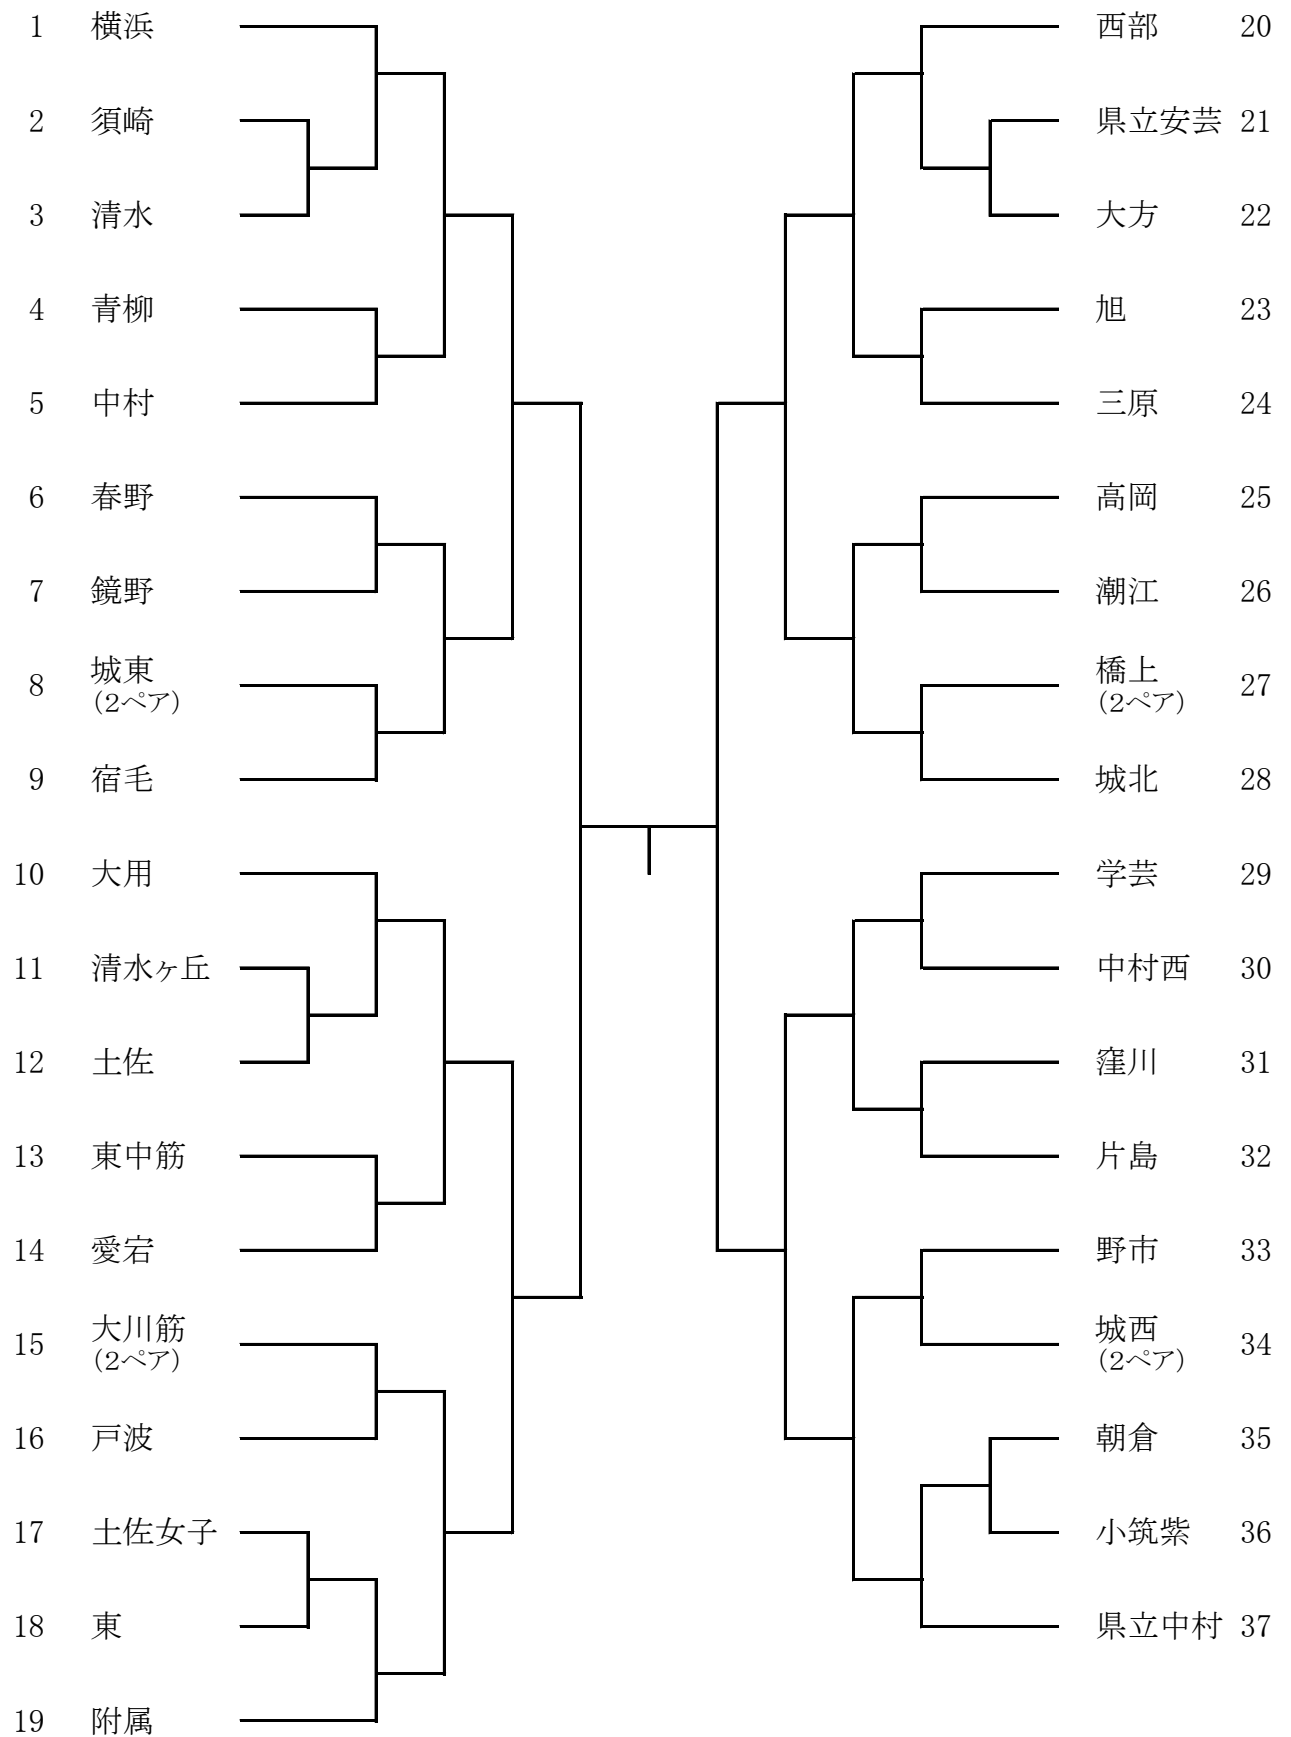 1 横浜
2 須崎
3 清水
4 青柳
5 中村
6 春野
7 鏡野
8 城東
(2ペア)
9 宿毛
10 大用
11 清水ヶ丘
12 土佐
13 東中筋
14 愛宕
15 大川筋
(2ペア)
16 戸波
17 土佐女子
18 東
19 附属
西部 20
県立安芸 21
大方 22
旭 23
三原 24
高岡 25
潮江 26
橋上 27
(2ペア)
城北 28
学芸 29
中村西 30
窪川 31
片島 32
野市 33
城西 34
(2ペア)
朝倉 35
小筑紫 36
県立中村 37